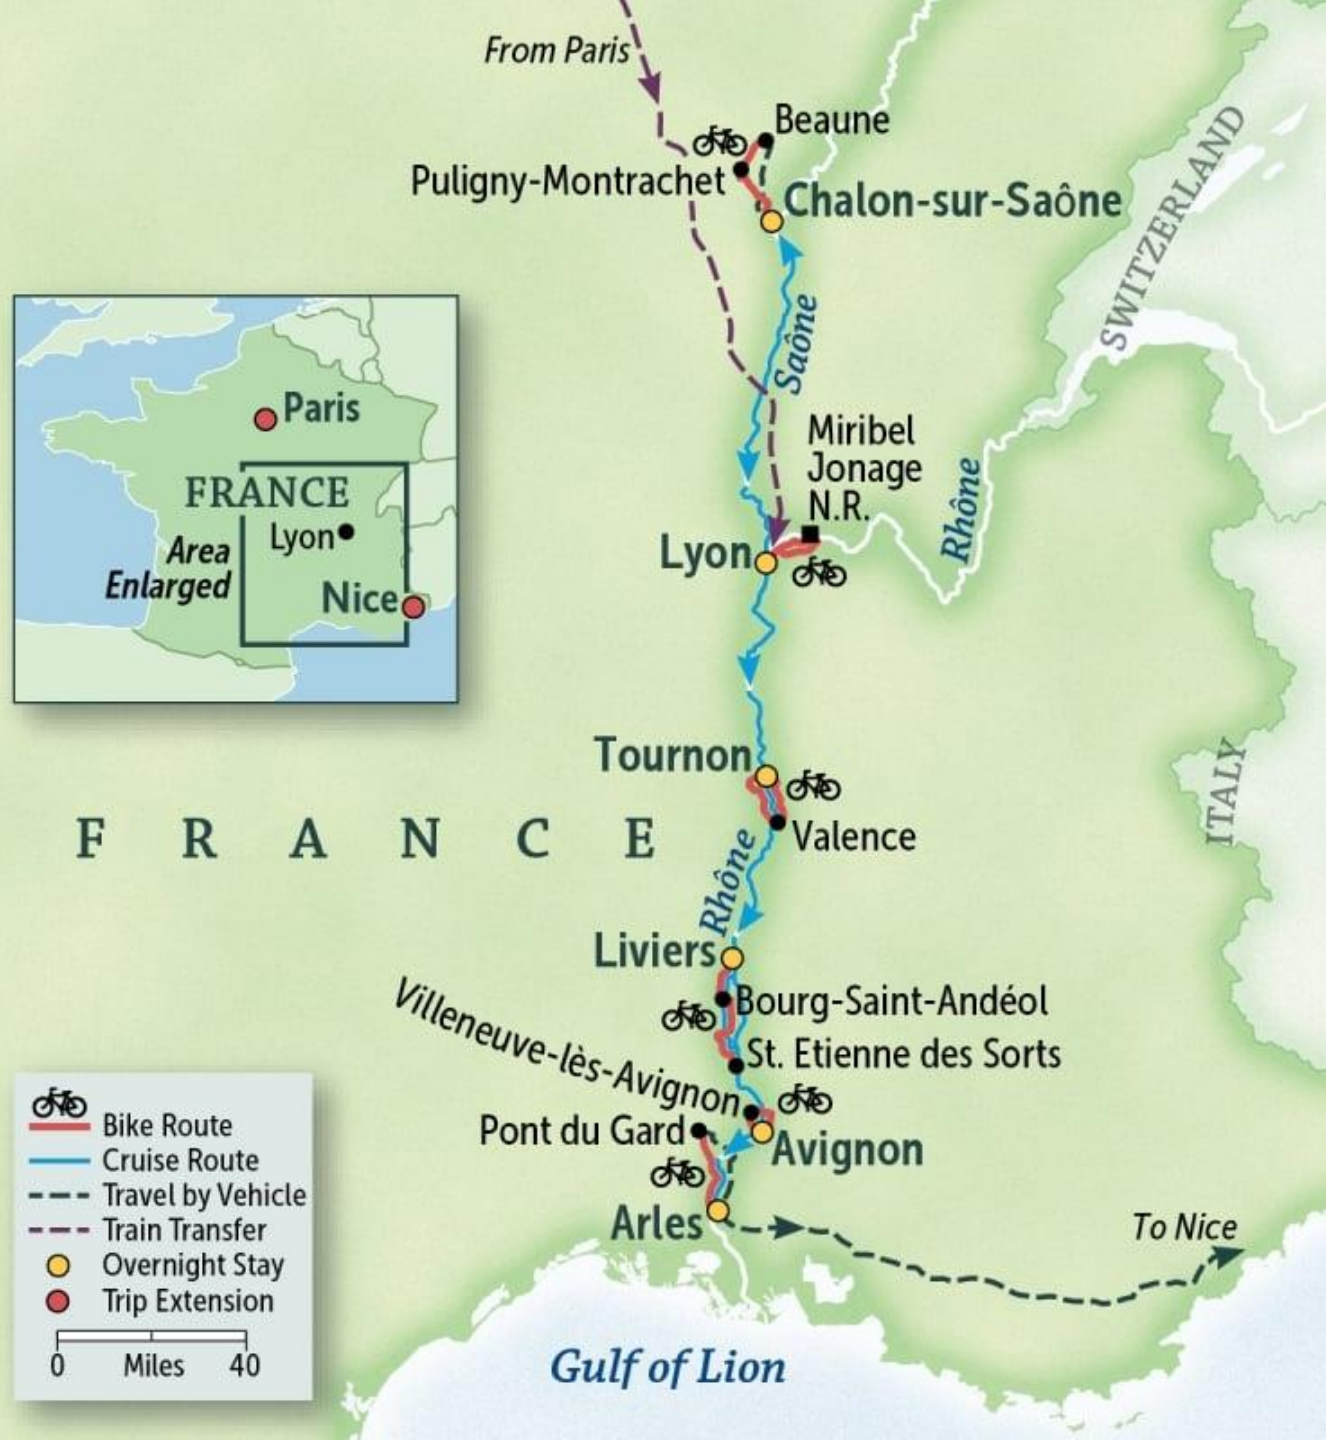 From Paris
Beaune
Puligny-Montrachet
Chalon-sur-Saône
SWITZERLAND
Saône
Paris
FRANCE
Lyon
Area
Enlarged
Nice
Miribel
Jonage
N.R.
Rhône
Lyon
Tournon
Valence
FRANCE
ITALY
Rhône
Liviers
Bourg-Saint-Andéol
Villeneuve-lès-Avignon
St. Etienne des Sorts
Pont du Gard
Avignon
Arles
To Nice
Bike Route
Cruise Route
Travel by Vehicle
Train Transfer
Overnight Stay
Trip Extension
0 Miles 40
Gulf of Lion